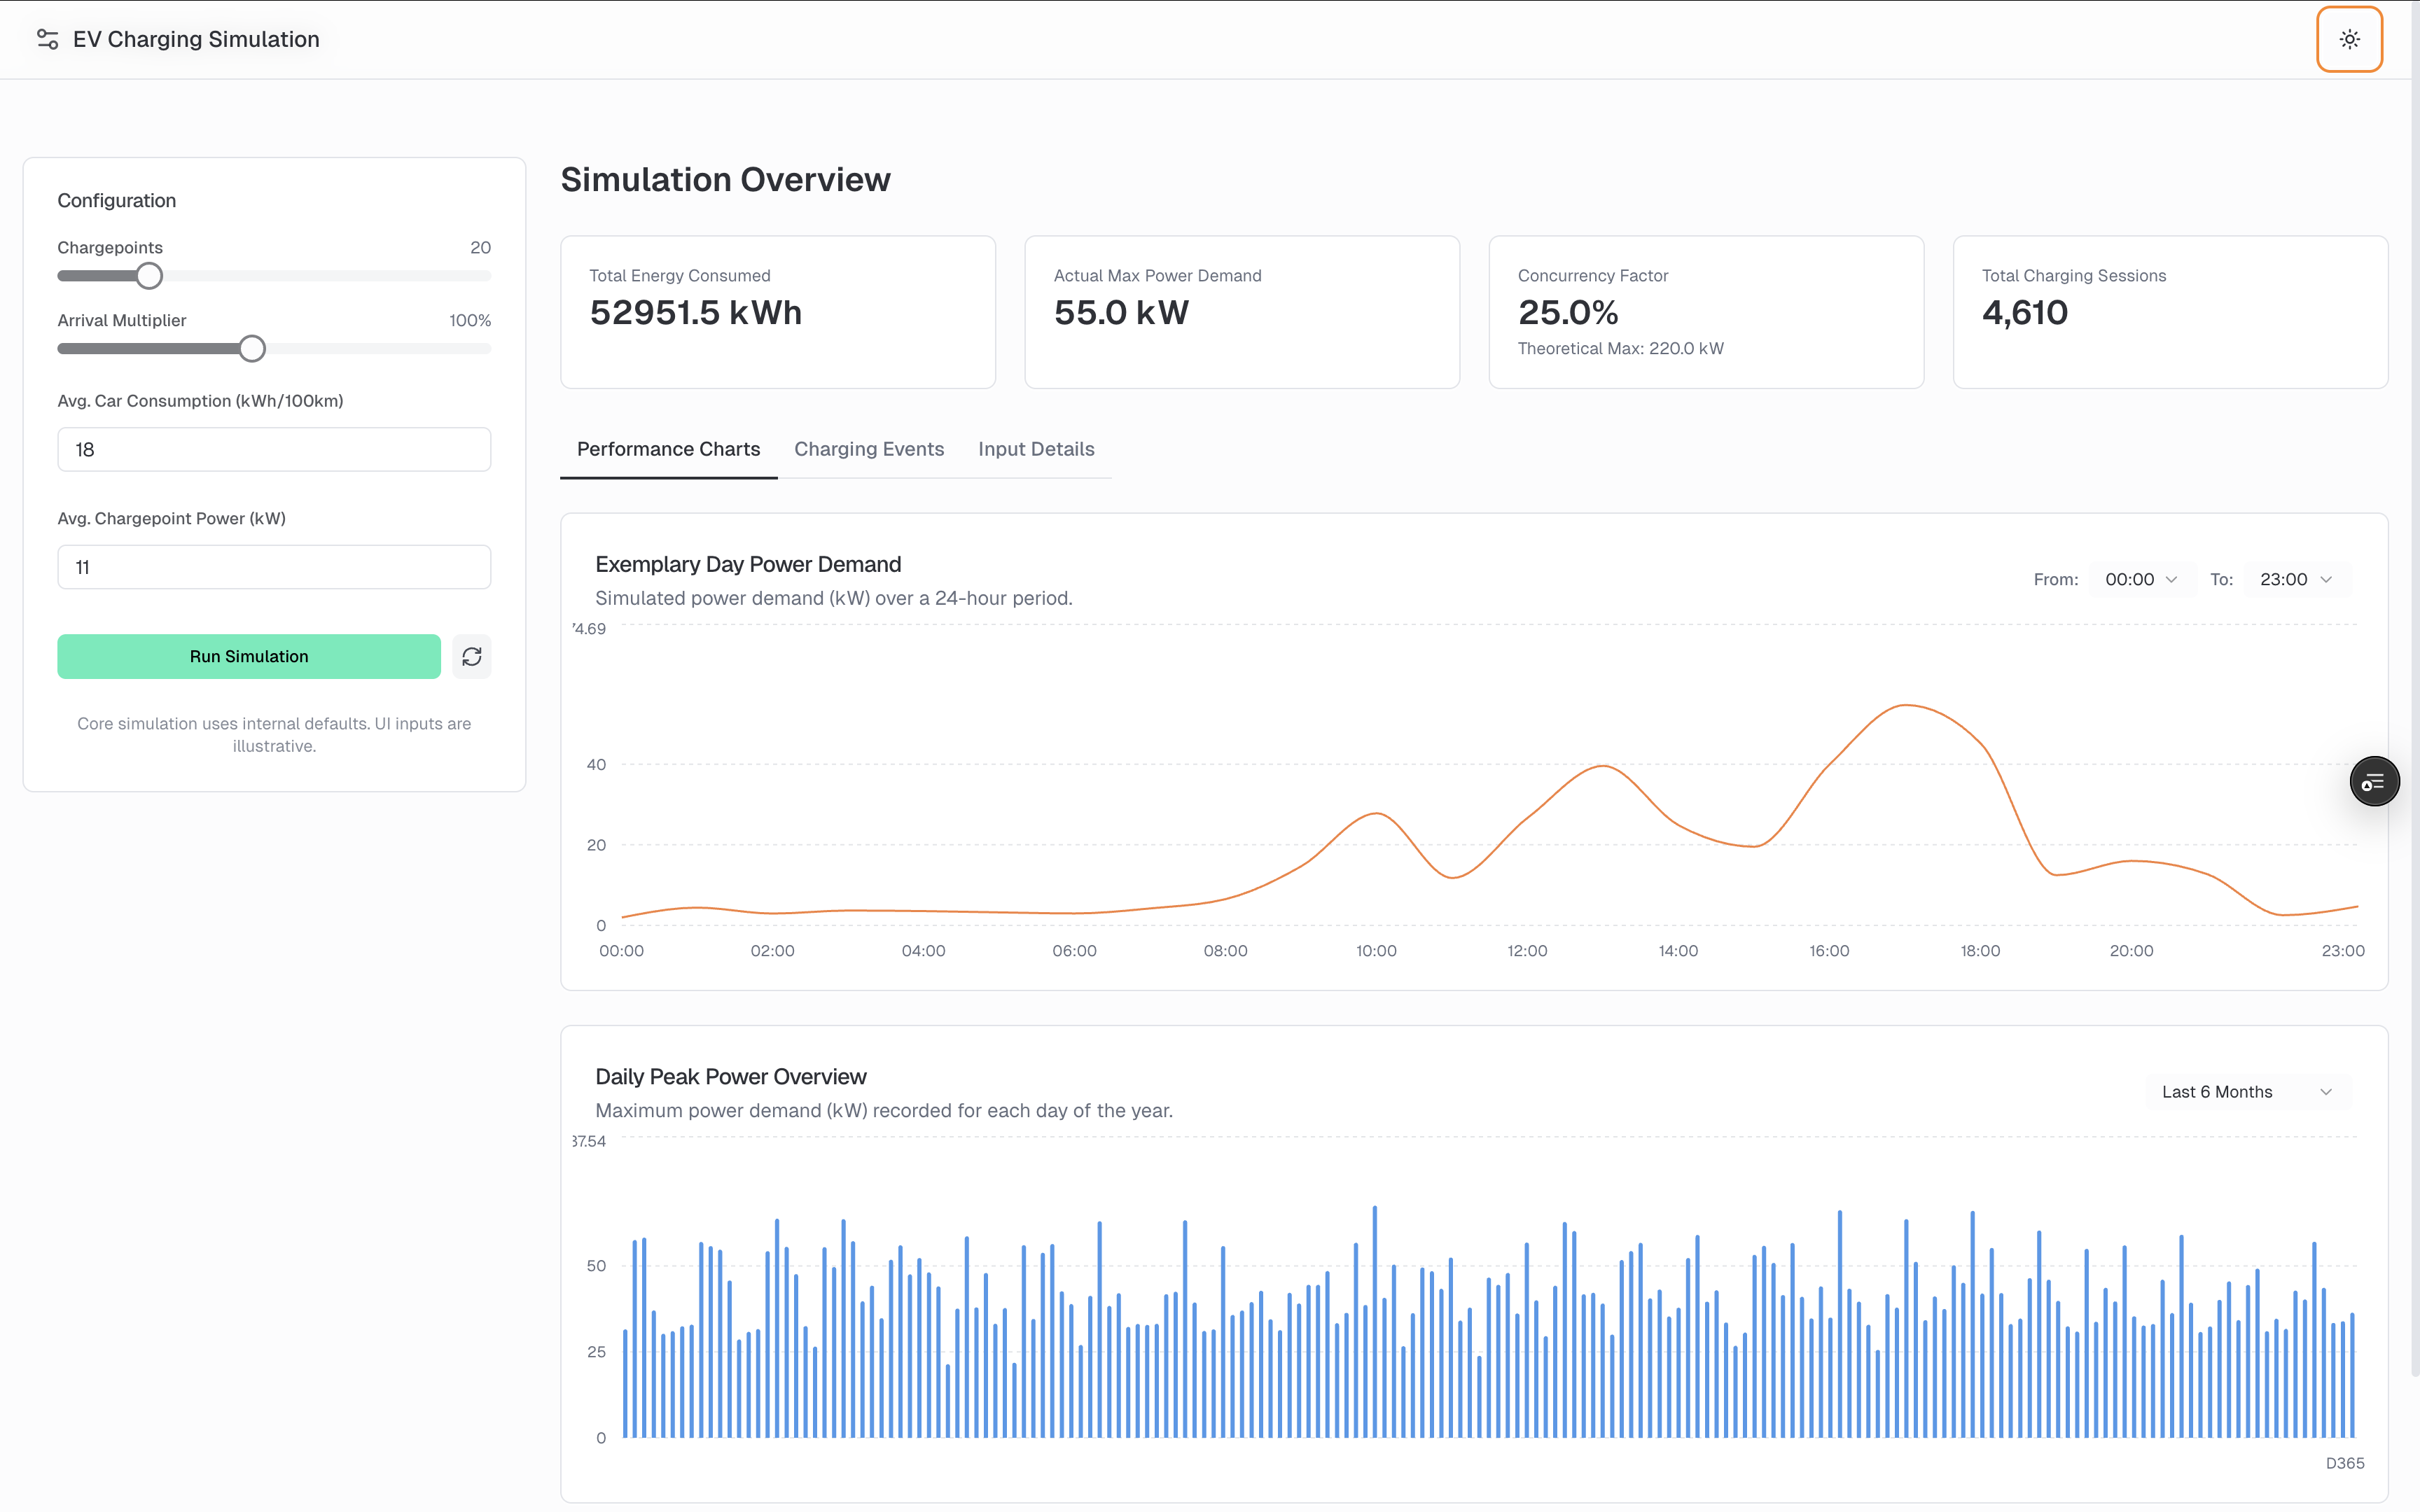 EV Charging Simulation
Configuration
Chargepoints 20
Arrival Multiplier 100%
Avg. Car Consumption (kWh/100km)
18
Avg. Chargepoint Power (kW)
11
Run Simulation
Core simulation uses internal defaults. UI inputs are
illustrative.
Simulation Overview
Total Energy Consumed
52951.5 kWh
Actual Max Power Demand
55.0 kW
Concurrency Factor
25.0%
Theoretical Max: 220.0 kW
Total Charging Sessions
4,610
Performance Charts Charging Events Input Details
Exemplary Day Power Demand
Simulated power demand (kW) over a 24-hour period.
From: 00:00 To: 23:00
4.69
40
20
0
00:00 02:00 04:00 06:00 08:00 10:00 12:00 14:00 16:00 18:00 20:00 23:00
Daily Peak Power Overview
Maximum power demand (kW) recorded for each day of the year.
Last 6 Months
37.54
50
25
0
D365